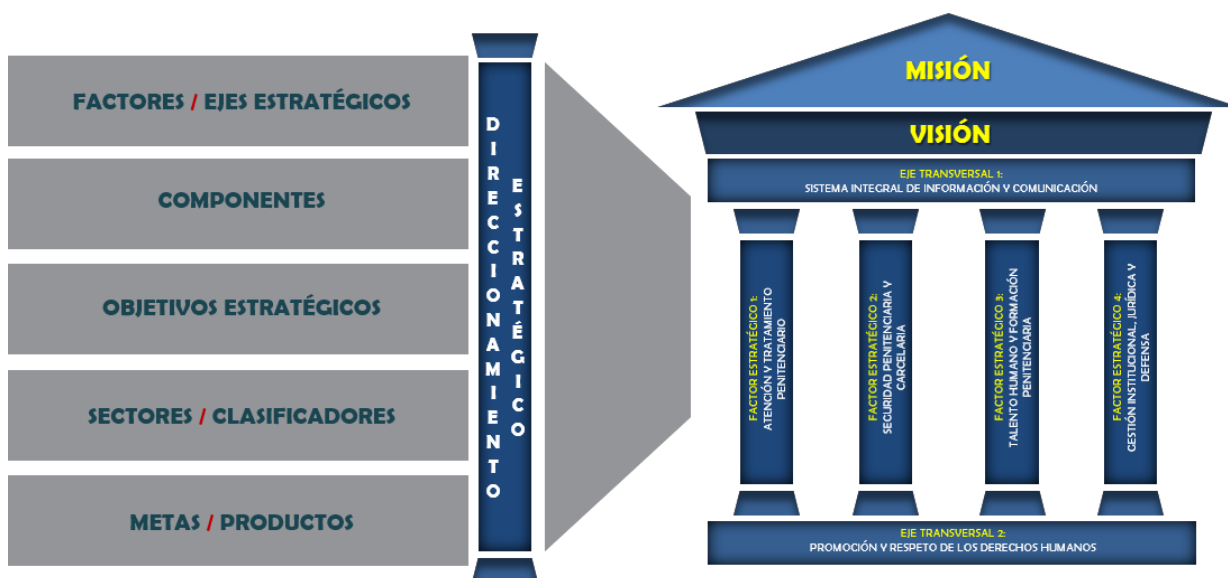 FACTORES / EJES ESTRATÉGICOS
COMPONENTES
OBJETIVOS ESTRATÉGICOS
SECTORES / CLASIFICADORES
METAS / PRODUCTOS
DIRECCIONAMIENTO
ESTRATÉGICO
MISIÓN
VISIÓN
EJE TRANSVERSAL 1:
SISTEMA INTEGRAL DE INFORMACIÓN Y COMUNICACIÓN
FACTOR ESTRATÉGICO 1:
ATENCIÓN Y TRATAMIENTO
PENITENCIARIO
FACTOR ESTRATÉGICO 2:
SEGURIDAD PENITENCIARIA Y
CARCELARIA
FACTOR ESTRATÉGICO 3:
TALENTO HUMANO Y FORMACIÓN
PENITENCIARIA
FACTOR ESTRATÉGICO 4:
GESTIÓN INSTITUCIONAL, JURÍDICA Y
DEFENSA
EJE TRANSVERSAL 2:
PROMOCIÓN Y RESPETO DE LOS DERECHOS HUMANOS